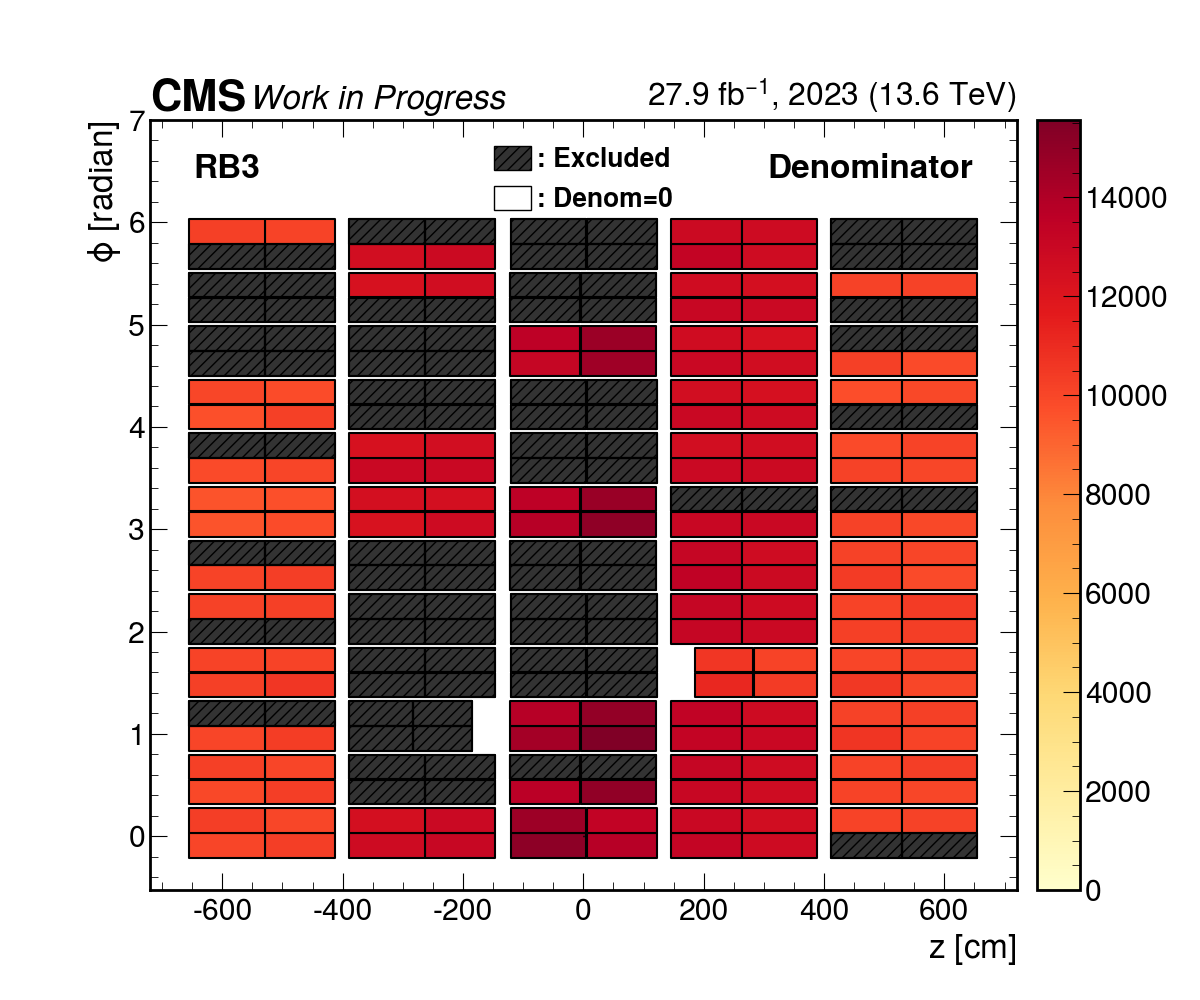 CMS Work in Progress 27.9 fb⁻¹, 2023 (13.6 TeV)
RB3 : Excluded Denominator
: Denom=0
ϕ [radian]
7
6
5
4
3
2
1
0
-600 -400 -200 0 200 400 600
z [cm]
14000
12000
10000
8000
6000
4000
2000
0